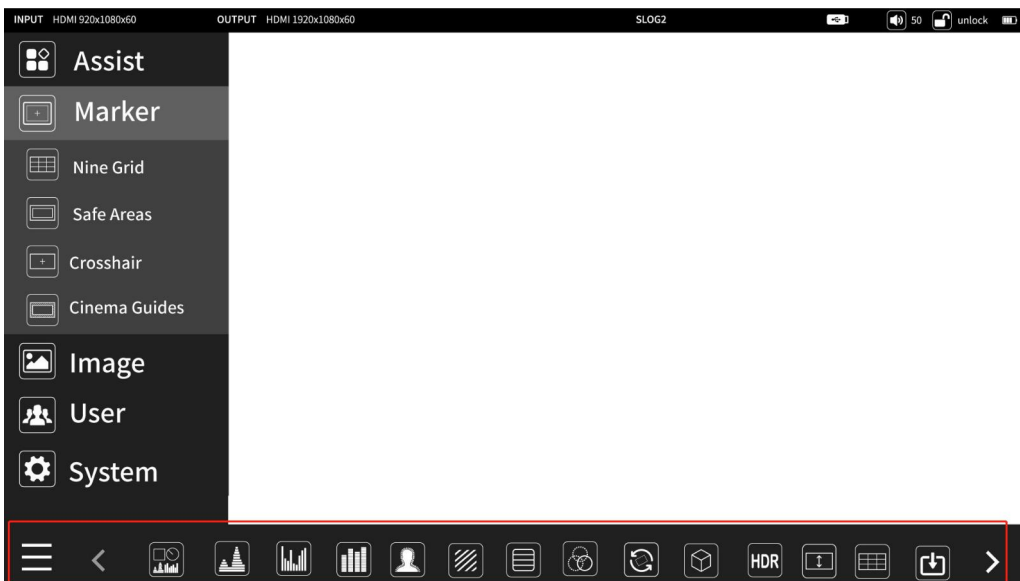 INPUT HDMI 920x1080x60 OUTPUT HDMI 1920x1080x60 SLOG2 50 unlock
Assist
Marker
Nine Grid
Safe Areas
Crosshair
Cinema Guides
Image
User
System
HDR